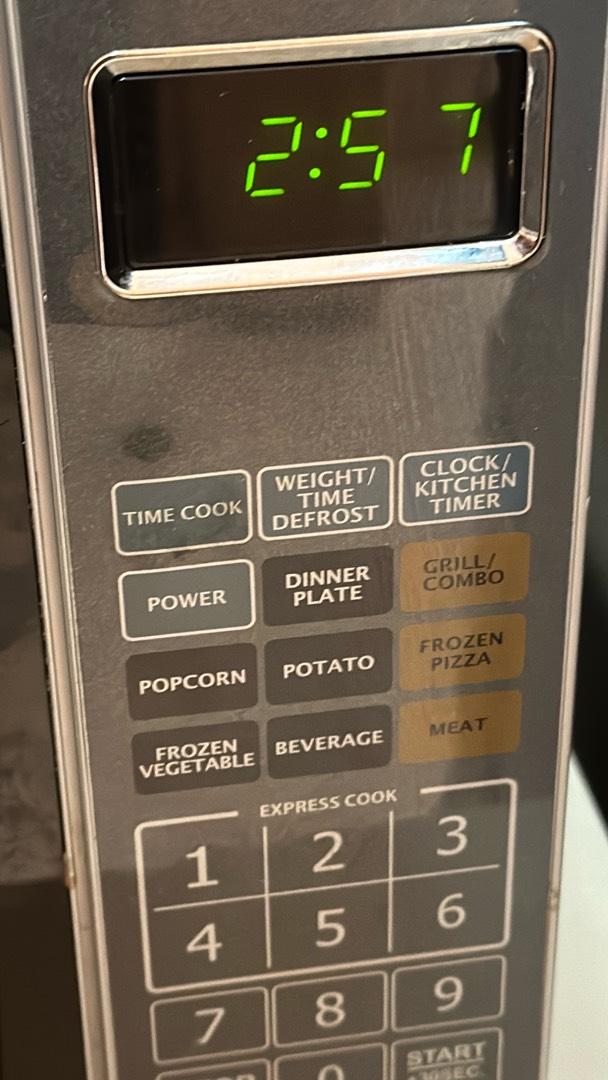 2:57
TIME COOK
WEIGHT/
TIME
DEFROST
CLOCK/
KITCHEN
TIMER
POWER
DINNER
PLATE
GRILL/
COMBO
POPCORN
POTATO
FROZEN
PIZZA
FROZEN
VEGETABLE
BEVERAGE
MEAT
EXPRESS COOK
1
2
3
4
5
6
7
8
9
0
START